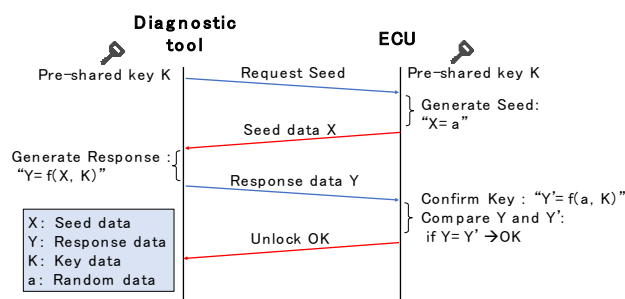 Diagnostic
tool
ECU
Pre-shared key K
Request Seed
Pre-shared key K
Generate Seed:
“X= a”
Seed data X
Generate Response :
“Y= f(X, K)”
Response data Y
Confirm Key : “Y’= f(a, K)”
Compare Y and Y’:
if Y= Y’ →OK
Unlock OK
X: Seed data
Y: Response data
K: Key data
a: Random data